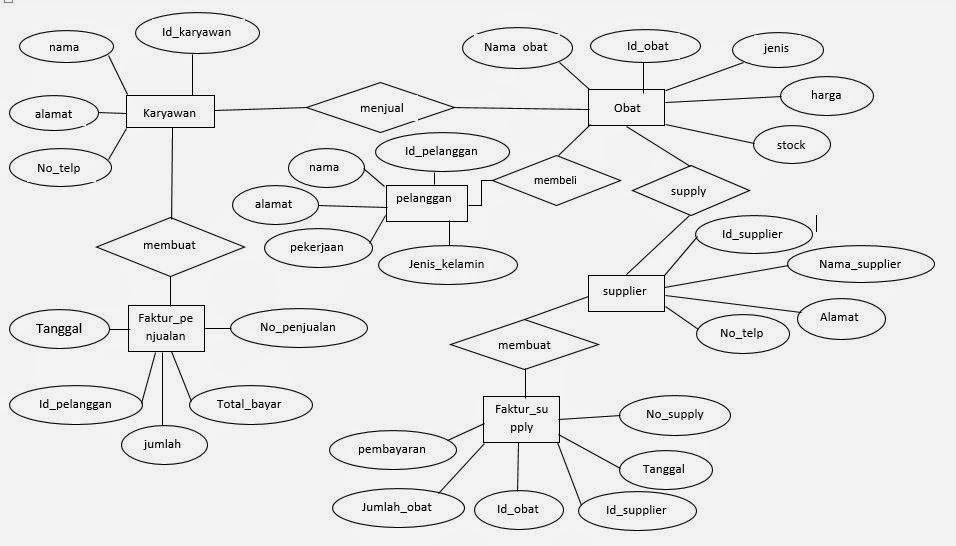 Id_karyawan
nama
Nama obat
Id_obat
jenis
harga
alamat
Karyawan
menjual
Obat
stock
No_telp
Id_pelanggan
nama
membeli
supply
alamat
pelanggan
pekerjaan
Jenis_kelamin
membuat
Id_supplier
Nama_supplier
supplier
Alamat
No_telp
Tanggal
Faktur_pe
njualan
No_penjualan
membuat
Id_pelanggan
Total_bayar
jumlah
Faktur_su
pply
No_supply
pembayaran
Tanggal
Jumlah_obat
Id_obat
Id_supplier